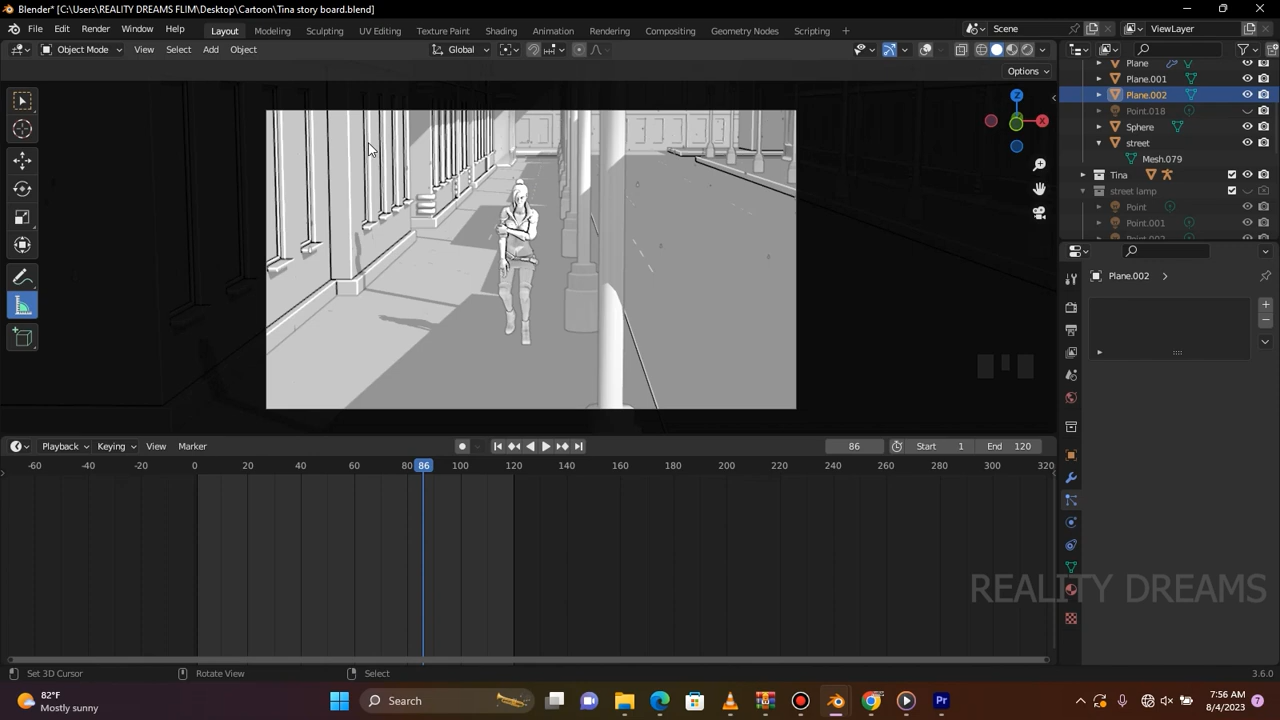 Blender* [C:\Users\REALITY DREAMS FLIM\Desktop\Cartoon\Tina story board.blend]
File Edit Render Window Help Layout Modeling Sculpting UV Editing Texture Paint Shading Animation Rendering Compositing Geometry Nodes Scripting + Scene ViewLayer
Object Mode View Select Add Object Global
Options
Z
X
Plane
Plane.001
Plane.002
Point.018
Sphere
street
Mesh.079
Tina
street lamp
Point
Point.001
Plane.002
Playback Keying View Marker 86 Start 1 End 120
-60 -40 -20 0 20 40 60 80 86 100 120 140 160 180 200 220 240 260 280 300 320
REALITY DREAMS
Set 3D Cursor Rotate View Select 3.6.0
82°F
Mostly sunny
Search
7:56 AM
8/4/2023
7